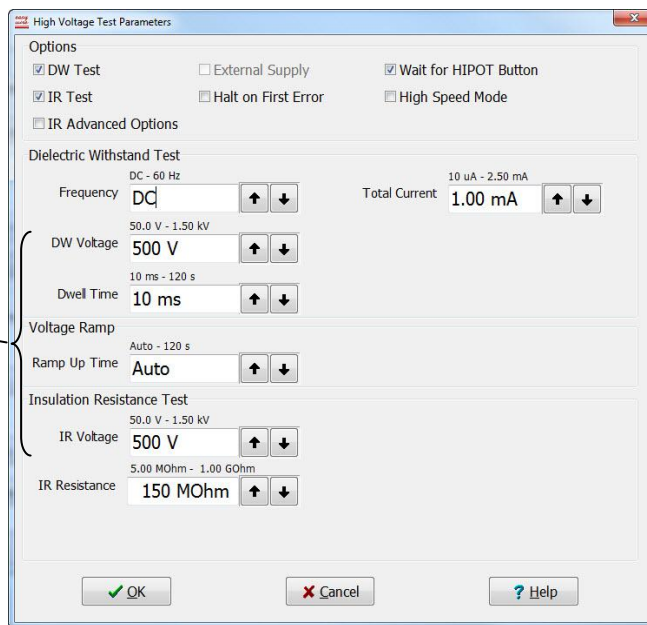 High Voltage Test Parameters
Options
DW Test External Supply Wait for HIPOT Button
IR Test Halt on First Error High Speed Mode
IR Advanced Options
Dielectric Withstand Test
DC - 60 Hz 10 uA - 2.50 mA
Frequency DC Total Current 1.00 mA
50.0 V - 1.50 kV
DW Voltage 500 V
10 ms - 120 s
Dwell Time 10 ms
Voltage Ramp
Auto - 120 s
Ramp Up Time Auto
Insulation Resistance Test
50.0 V - 1.50 kV
IR Voltage 500 V
5.00 MOhm - 1.00 GOhm
IR Resistance 150 MOhm
OK Cancel ? Help